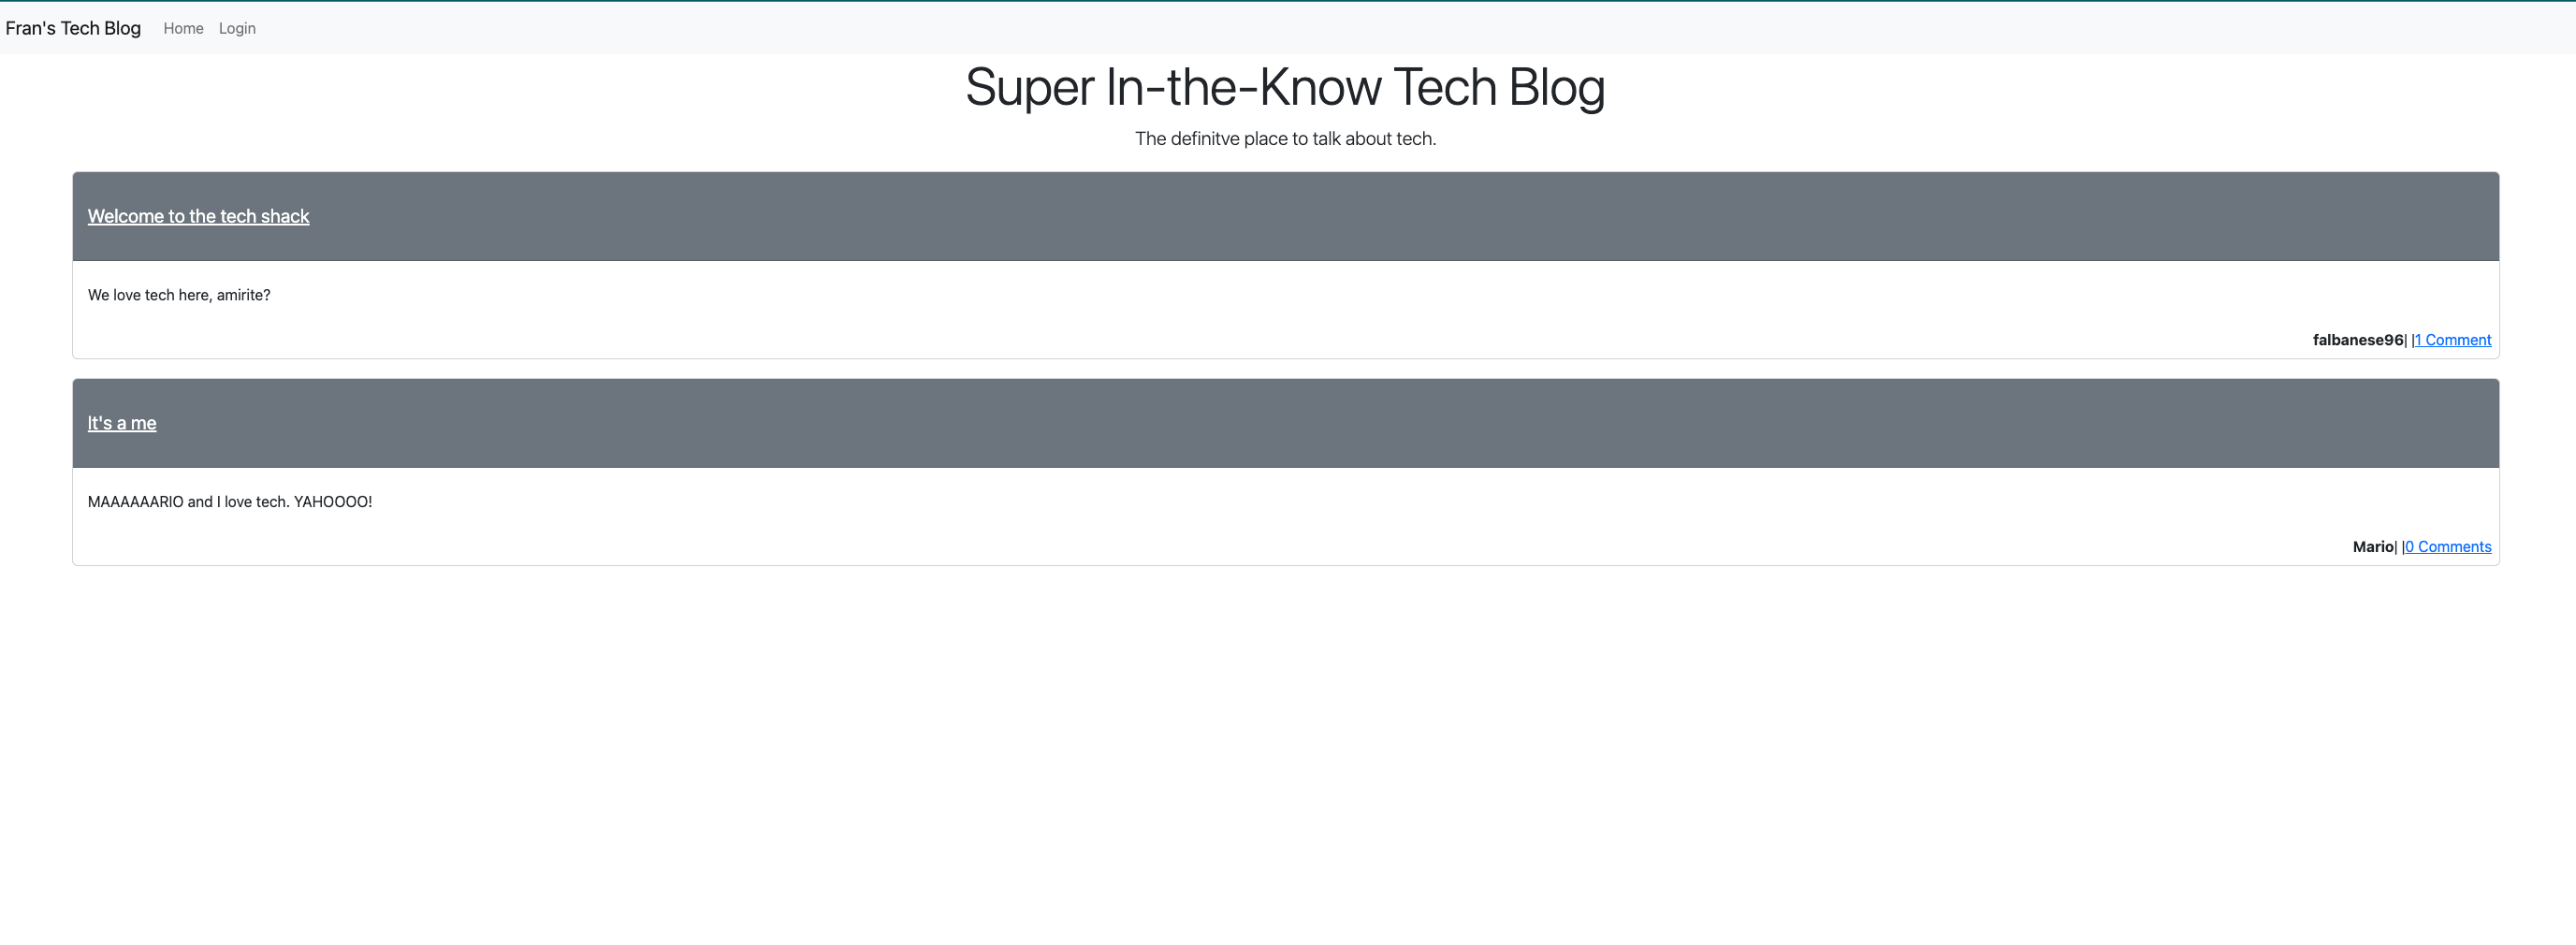 Fran's Tech Blog Home Login
Super In-the-Know Tech Blog
The definitve place to talk about tech.
Welcome to the tech shack
We love tech here, amirite?
falbanese96| |1 Comment
It's a me
MAAAAAARIO and I love tech. YAHOOOO!
Mario| |0 Comments